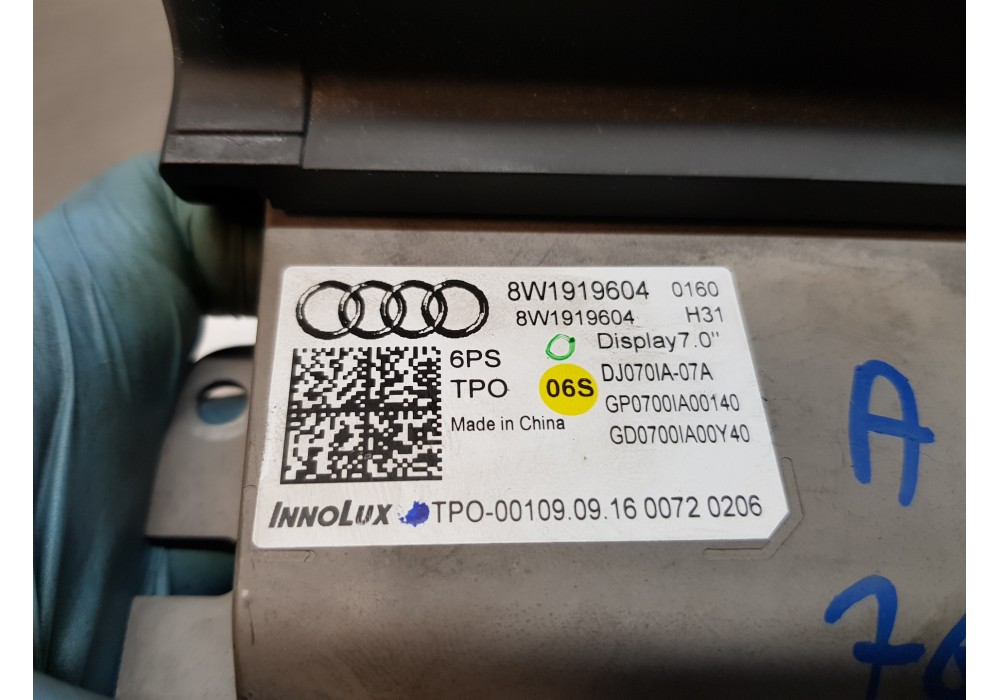 8W1919604 0160
8W1919604 H31
Display7.0"
6PS
TPO
06S
DJ070IA-07A
GP0700IA00140
Made in China
GD0700IA00Y40
INNOLUX TPO-00109.09.16 0072 0206
A